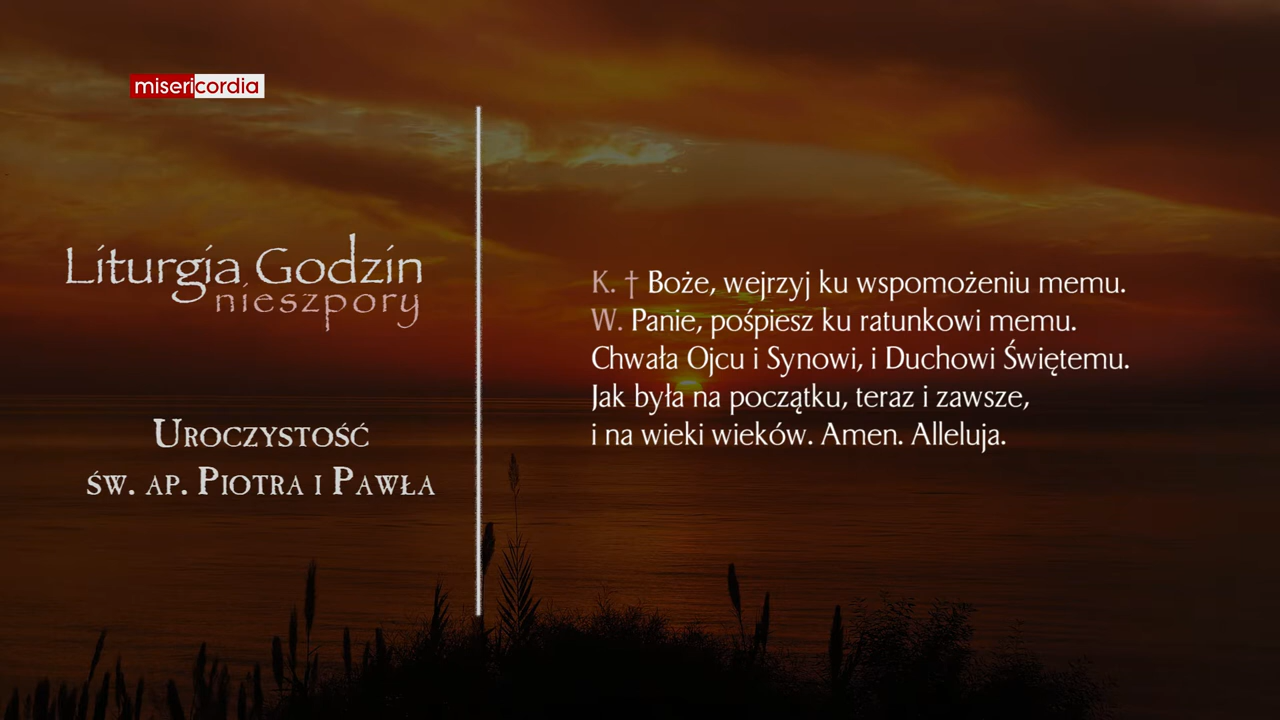 misericordia
Liturgia Godzin
nieszpory
Uroczystość
św. ap. Piotra i Pawła
K. † Boże, wejrzyj ku wspomożeniu memu.
W. Panie, pośpiesz ku ratunkowi memu.
Chwała Ojcu i Synowi, i Duchowi Świętemu.
Jak była na początku, teraz i zawsze,
i na wieki wieków. Amen. Alleluja.